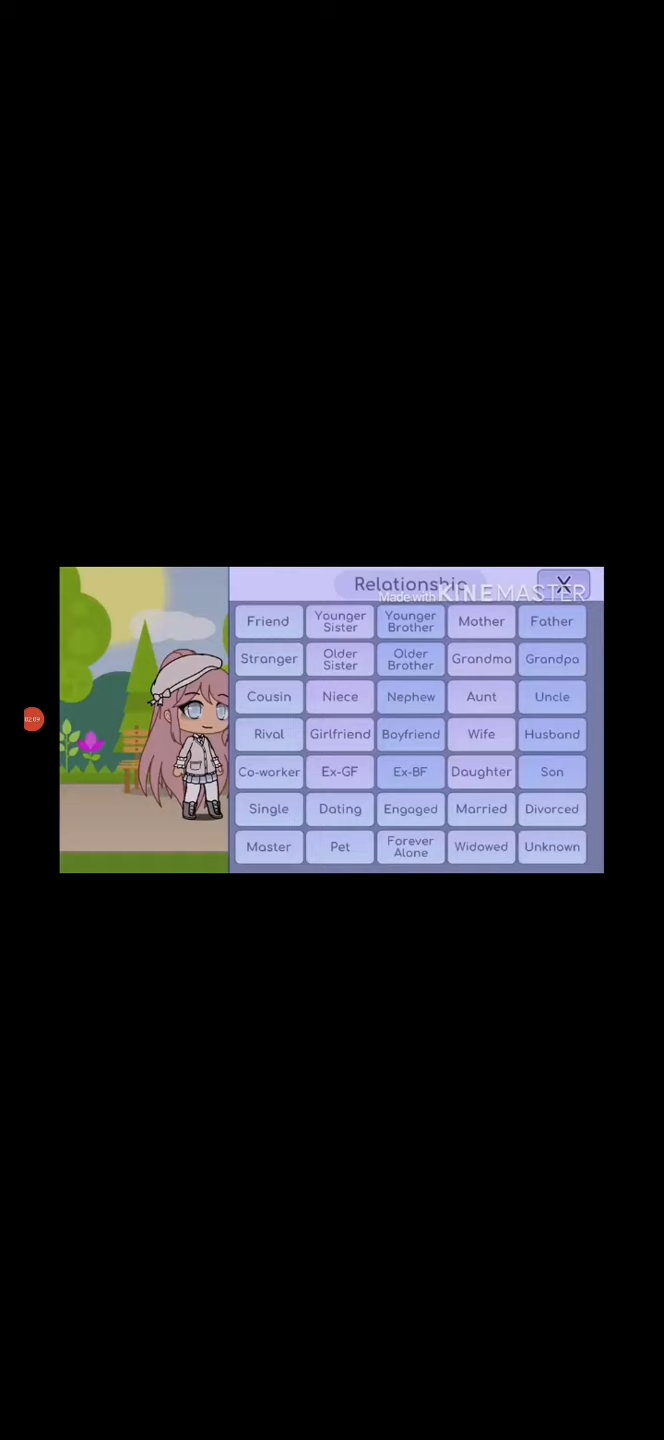 Relationship
X
Made with KINEMASTER
Friend
Younger
Sister
Younger
Brother
Mother
Father
Stranger
Older
Sister
Older
Brother
Grandma
Grandpa
Cousin
Niece
Nephew
Aunt
Uncle
Rival
Girlfriend
Boyfriend
Wife
Husband
Co-worker
Ex-GF
Ex-BF
Daughter
Son
Single
Dating
Engaged
Married
Divorced
Master
Pet
Forever
Alone
Widowed
Unknown